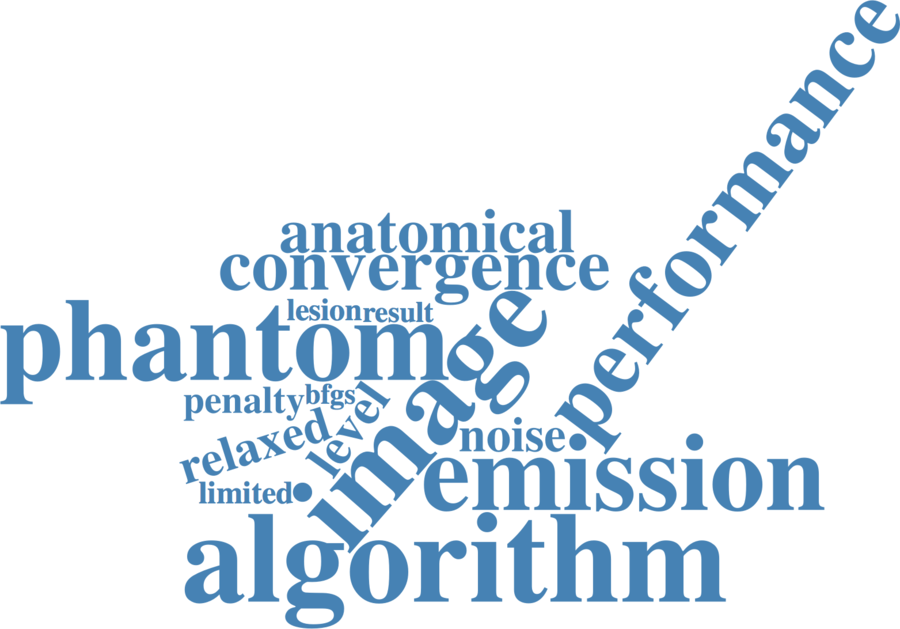 performance
anatomical
convergence
lesion
result
phantom
image
penalty
bfgs
level
relaxed
noise
limited
emission
algorithm